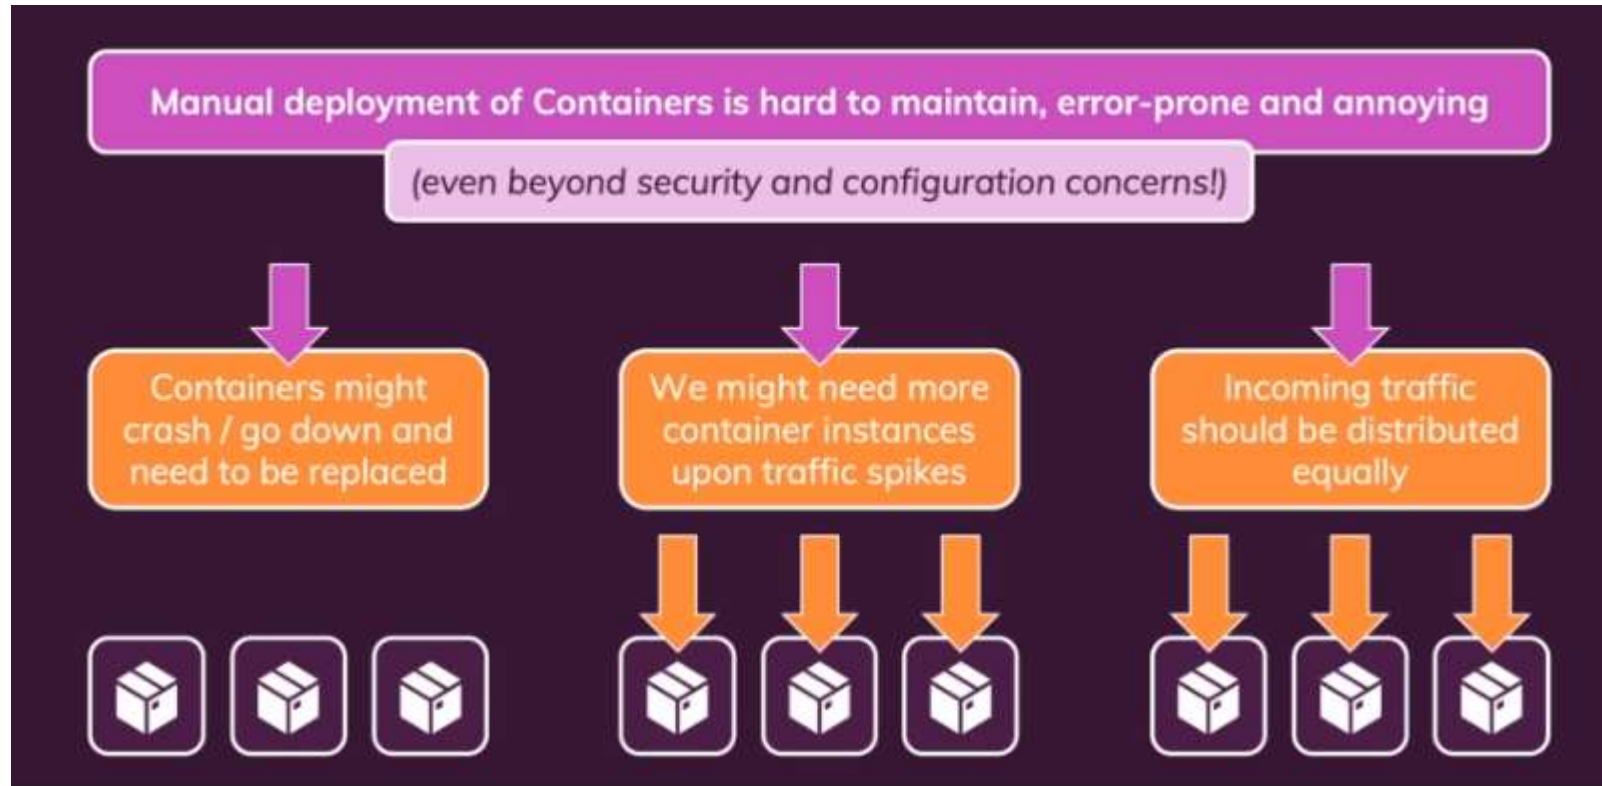 Manual deployment of Containers is hard to maintain, error-prone and annoying
(even beyond security and configuration concerns!)
Containers might
crash / go down and
need to be replaced
We might need more
container instances
upon traffic spikes
Incoming traffic
should be distributed
equally